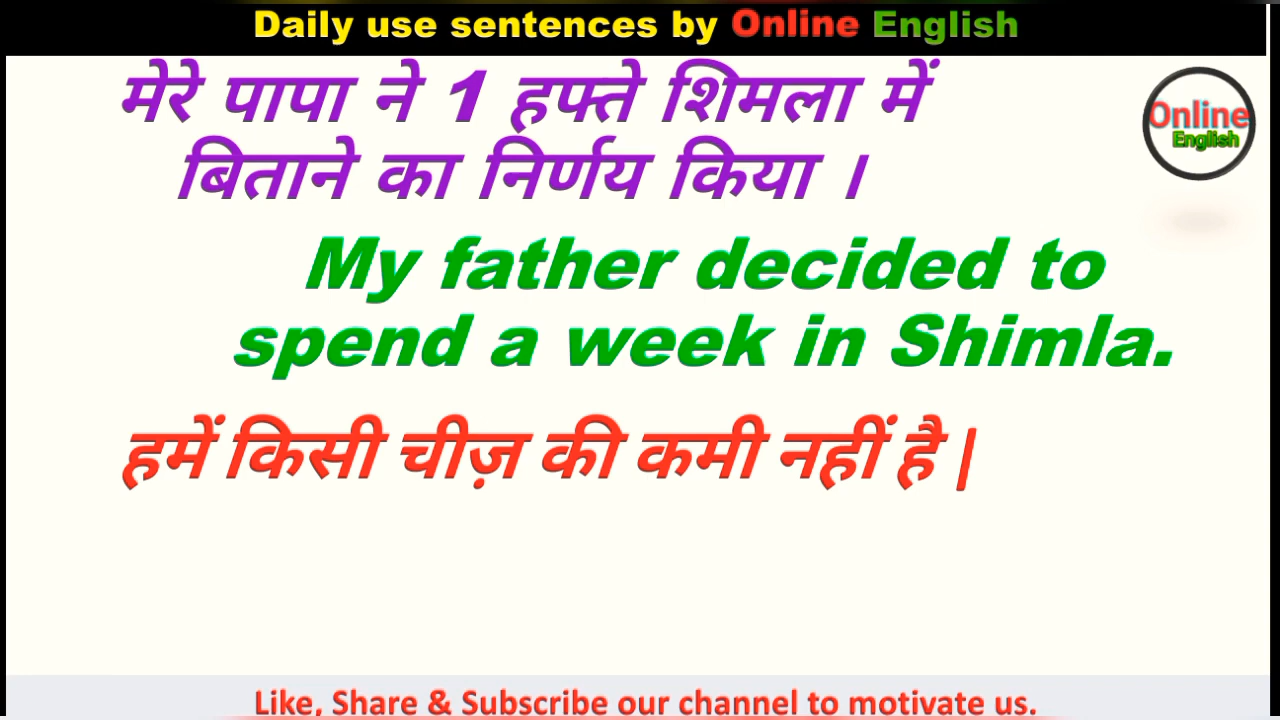 Daily use sentences by Online English
मेरे पापा ने 1 हफ्ते शिमला में
बिताने का निर्णय किया ।
Online
English
My father decided to
spend a week in Shimla.
हमें किसी चीज़ की कमी नहीं है |
Like, Share & Subscribe our channel to motivate us.